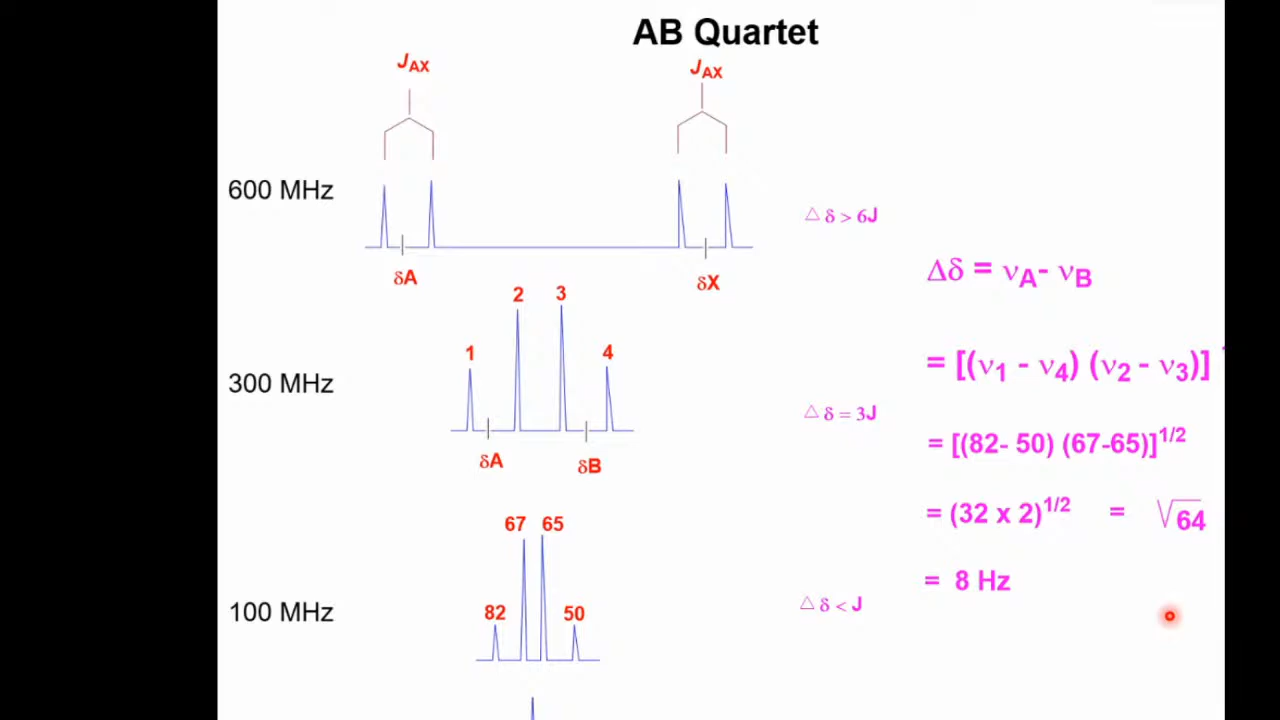 AB Quartet
J_AX
J_AX
600 MHz
δA
δX
△ δ > 6J
2
3
1
4
300 MHz
δA
δB
△ δ = 3J
67
65
82
50
100 MHz
△ δ < J
Δδ = νA- νB
= [(ν1 - ν4) (ν2 - ν3)]
= [(82- 50) (67-65)]1/2
= (32 x 2)1/2 = √64
= 8 Hz